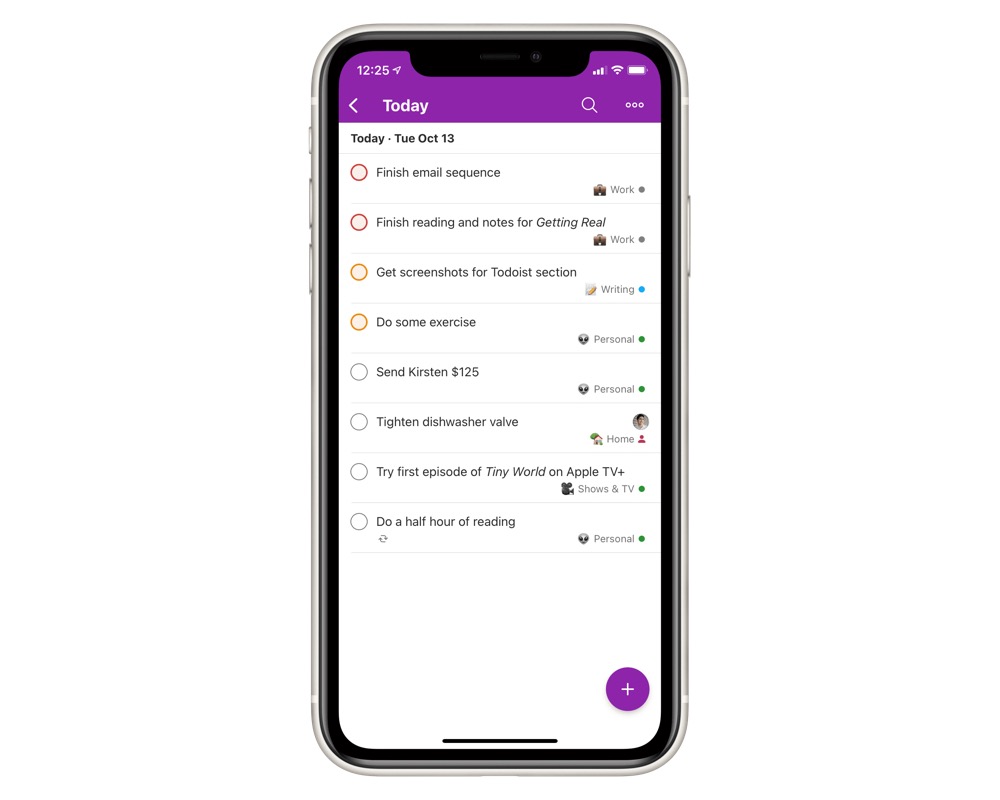 12:25
Today
Today · Tue Oct 13
Finish email sequence
Work
Finish reading and notes for Getting Real
Work
Get screenshots for Todoist section
Writing
Do some exercise
Personal
Send Kirsten $125
Personal
Tighten dishwasher valve
Home
Try first episode of Tiny World on Apple TV+
Shows & TV
Do a half hour of reading
Personal